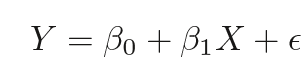 Y = β₀ + β₁X + ϵ